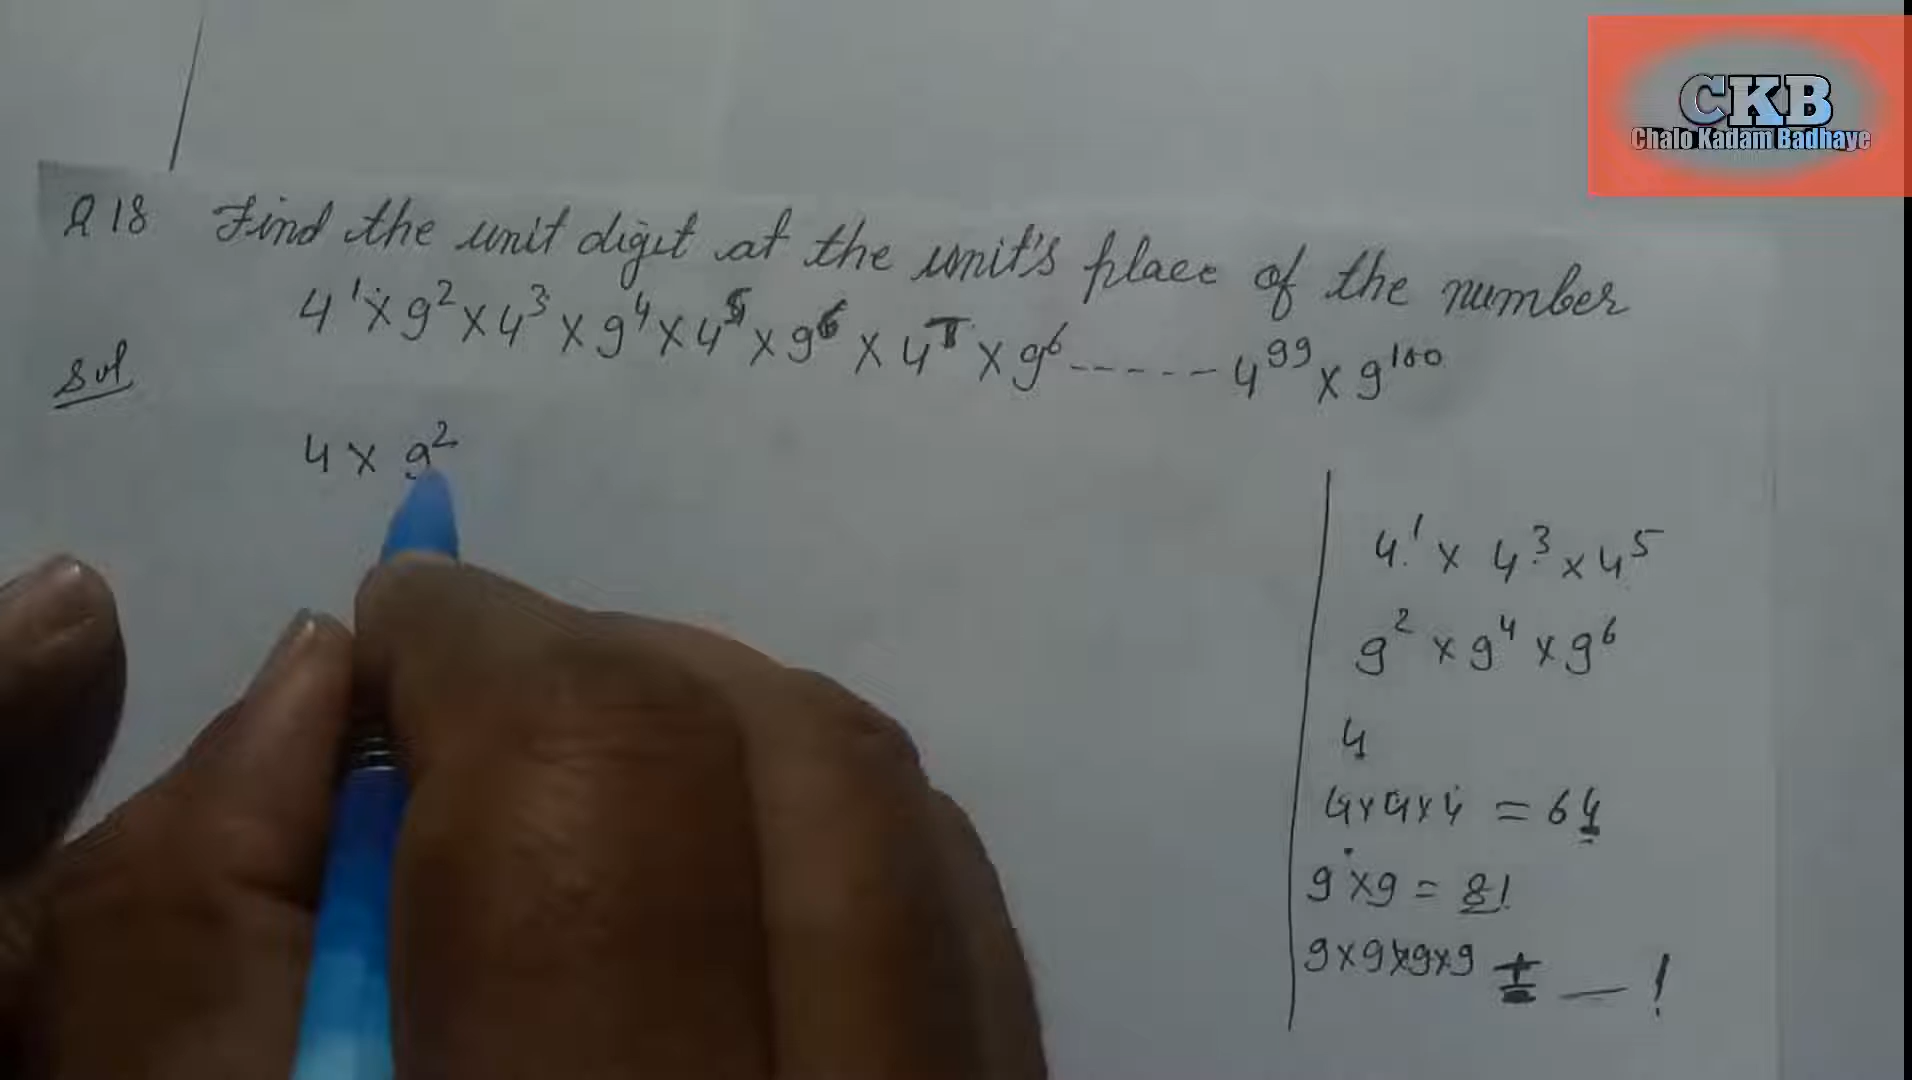 CKB
Chalo Kadam Badhaye
Q 18 Find the unit digit at the unit's place of the number
4¹ × 9² × 4³ × 9⁴ × 4⁵ × 9⁶ × 4 × 9⁶ ------ 4⁹⁹ × 9¹⁰⁰
Sol
4 × 9²
4¹ × 4³ × 4⁵
9² × 9⁴ × 9⁶
4
4×4×4 = 64
9×9 = 81
9×9×9×9 = — 1